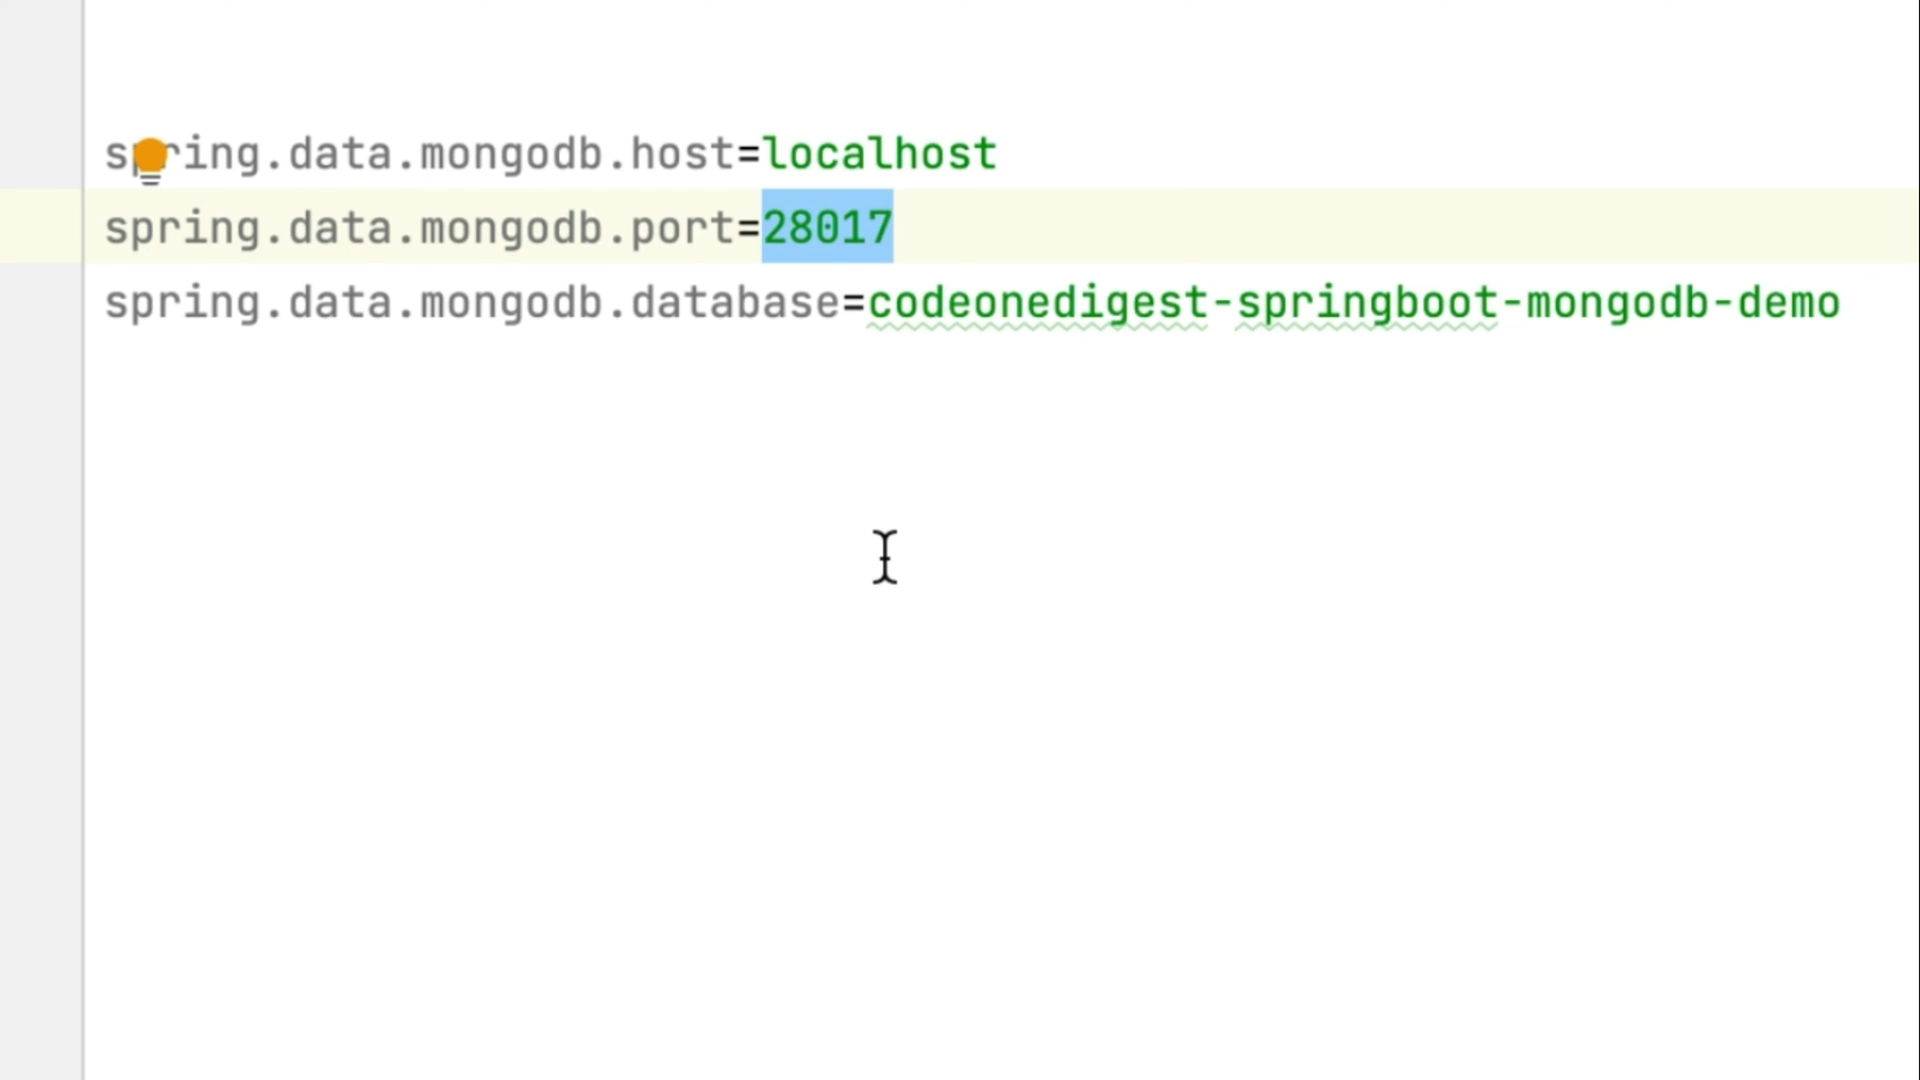 spring.data.mongodb.host=localhost
spring.data.mongodb.port=28017
spring.data.mongodb.database=codeonedigest-springboot-mongodb-demo